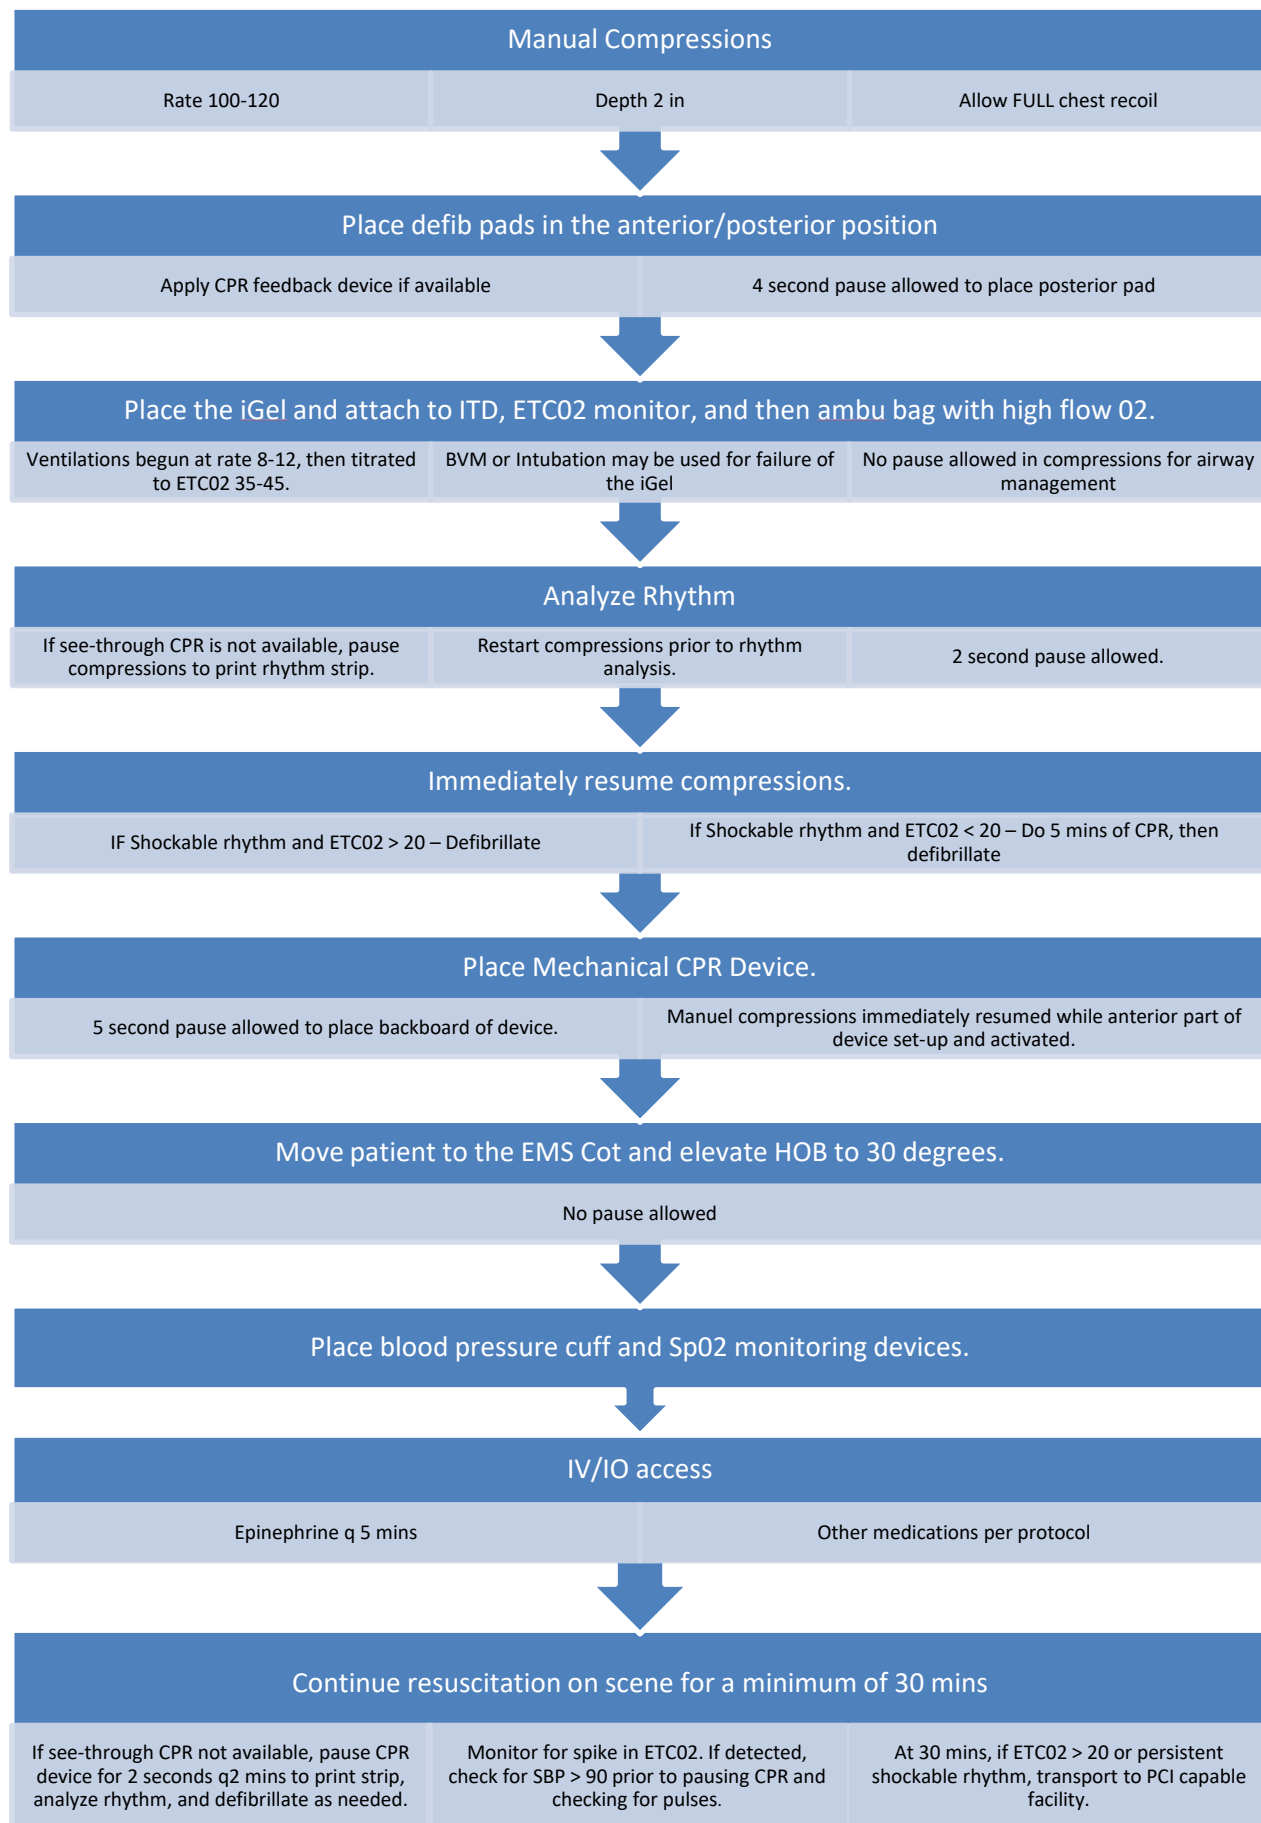 Manual Compressions
Rate 100-120
Depth 2 in
Allow FULL chest recoil
Place defib pads in the anterior/posterior position
Apply CPR feedback device if available
4 second pause allowed to place posterior pad
Place the iGel and attach to ITD, ETC02 monitor, and then ambu bag with high flow 02.
Ventilations begun at rate 8-12, then titrated
to ETC02 35-45.
BVM or Intubation may be used for failure of
the iGel
No pause allowed in compressions for airway
management
Analyze Rhythm
If see-through CPR is not available, pause
compressions to print rhythm strip.
Restart compressions prior to rhythm
analysis.
2 second pause allowed.
Immediately resume compressions.
IF Shockable rhythm and ETC02 > 20 – Defibrillate
If Shockable rhythm and ETC02 < 20 – Do 5 mins of CPR, then
defibrillate
Place Mechanical CPR Device.
5 second pause allowed to place backboard of device.
Manuel compressions immediately resumed while anterior part of
device set-up and activated.
Move patient to the EMS Cot and elevate HOB to 30 degrees.
No pause allowed
Place blood pressure cuff and Sp02 monitoring devices.
IV/IO access
Epinephrine q 5 mins
Other medications per protocol
Continue resuscitation on scene for a minimum of 30 mins
If see-through CPR not available, pause CPR
device for 2 seconds q2 mins to print strip,
analyze rhythm, and defibrillate as needed.
Monitor for spike in ETC02. If detected,
check for SBP > 90 prior to pausing CPR and
checking for pulses.
At 30 mins, if ETC02 > 20 or persistent
shockable rhythm, transport to PCI capable
facility.